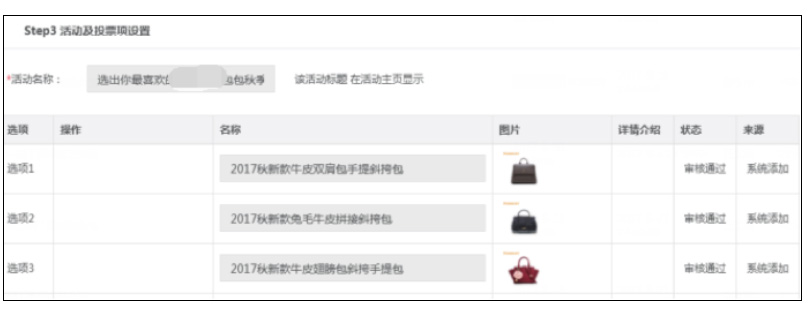 Step3 活动及投票项设置
*活动名称： 选出你最喜欢 包包秋季 该活动标题 在活动主页显示
选项 操作 名称 图片 详情介绍 状态 来源
选项1 2017秋新款牛皮双肩包手提斜挎包 审核通过 系统添加
选项2 2017秋新款兔毛牛皮拼接斜挎包 审核通过 系统添加
选项3 2017秋新款牛皮翅膀包斜挎手提包 审核通过 系统添加